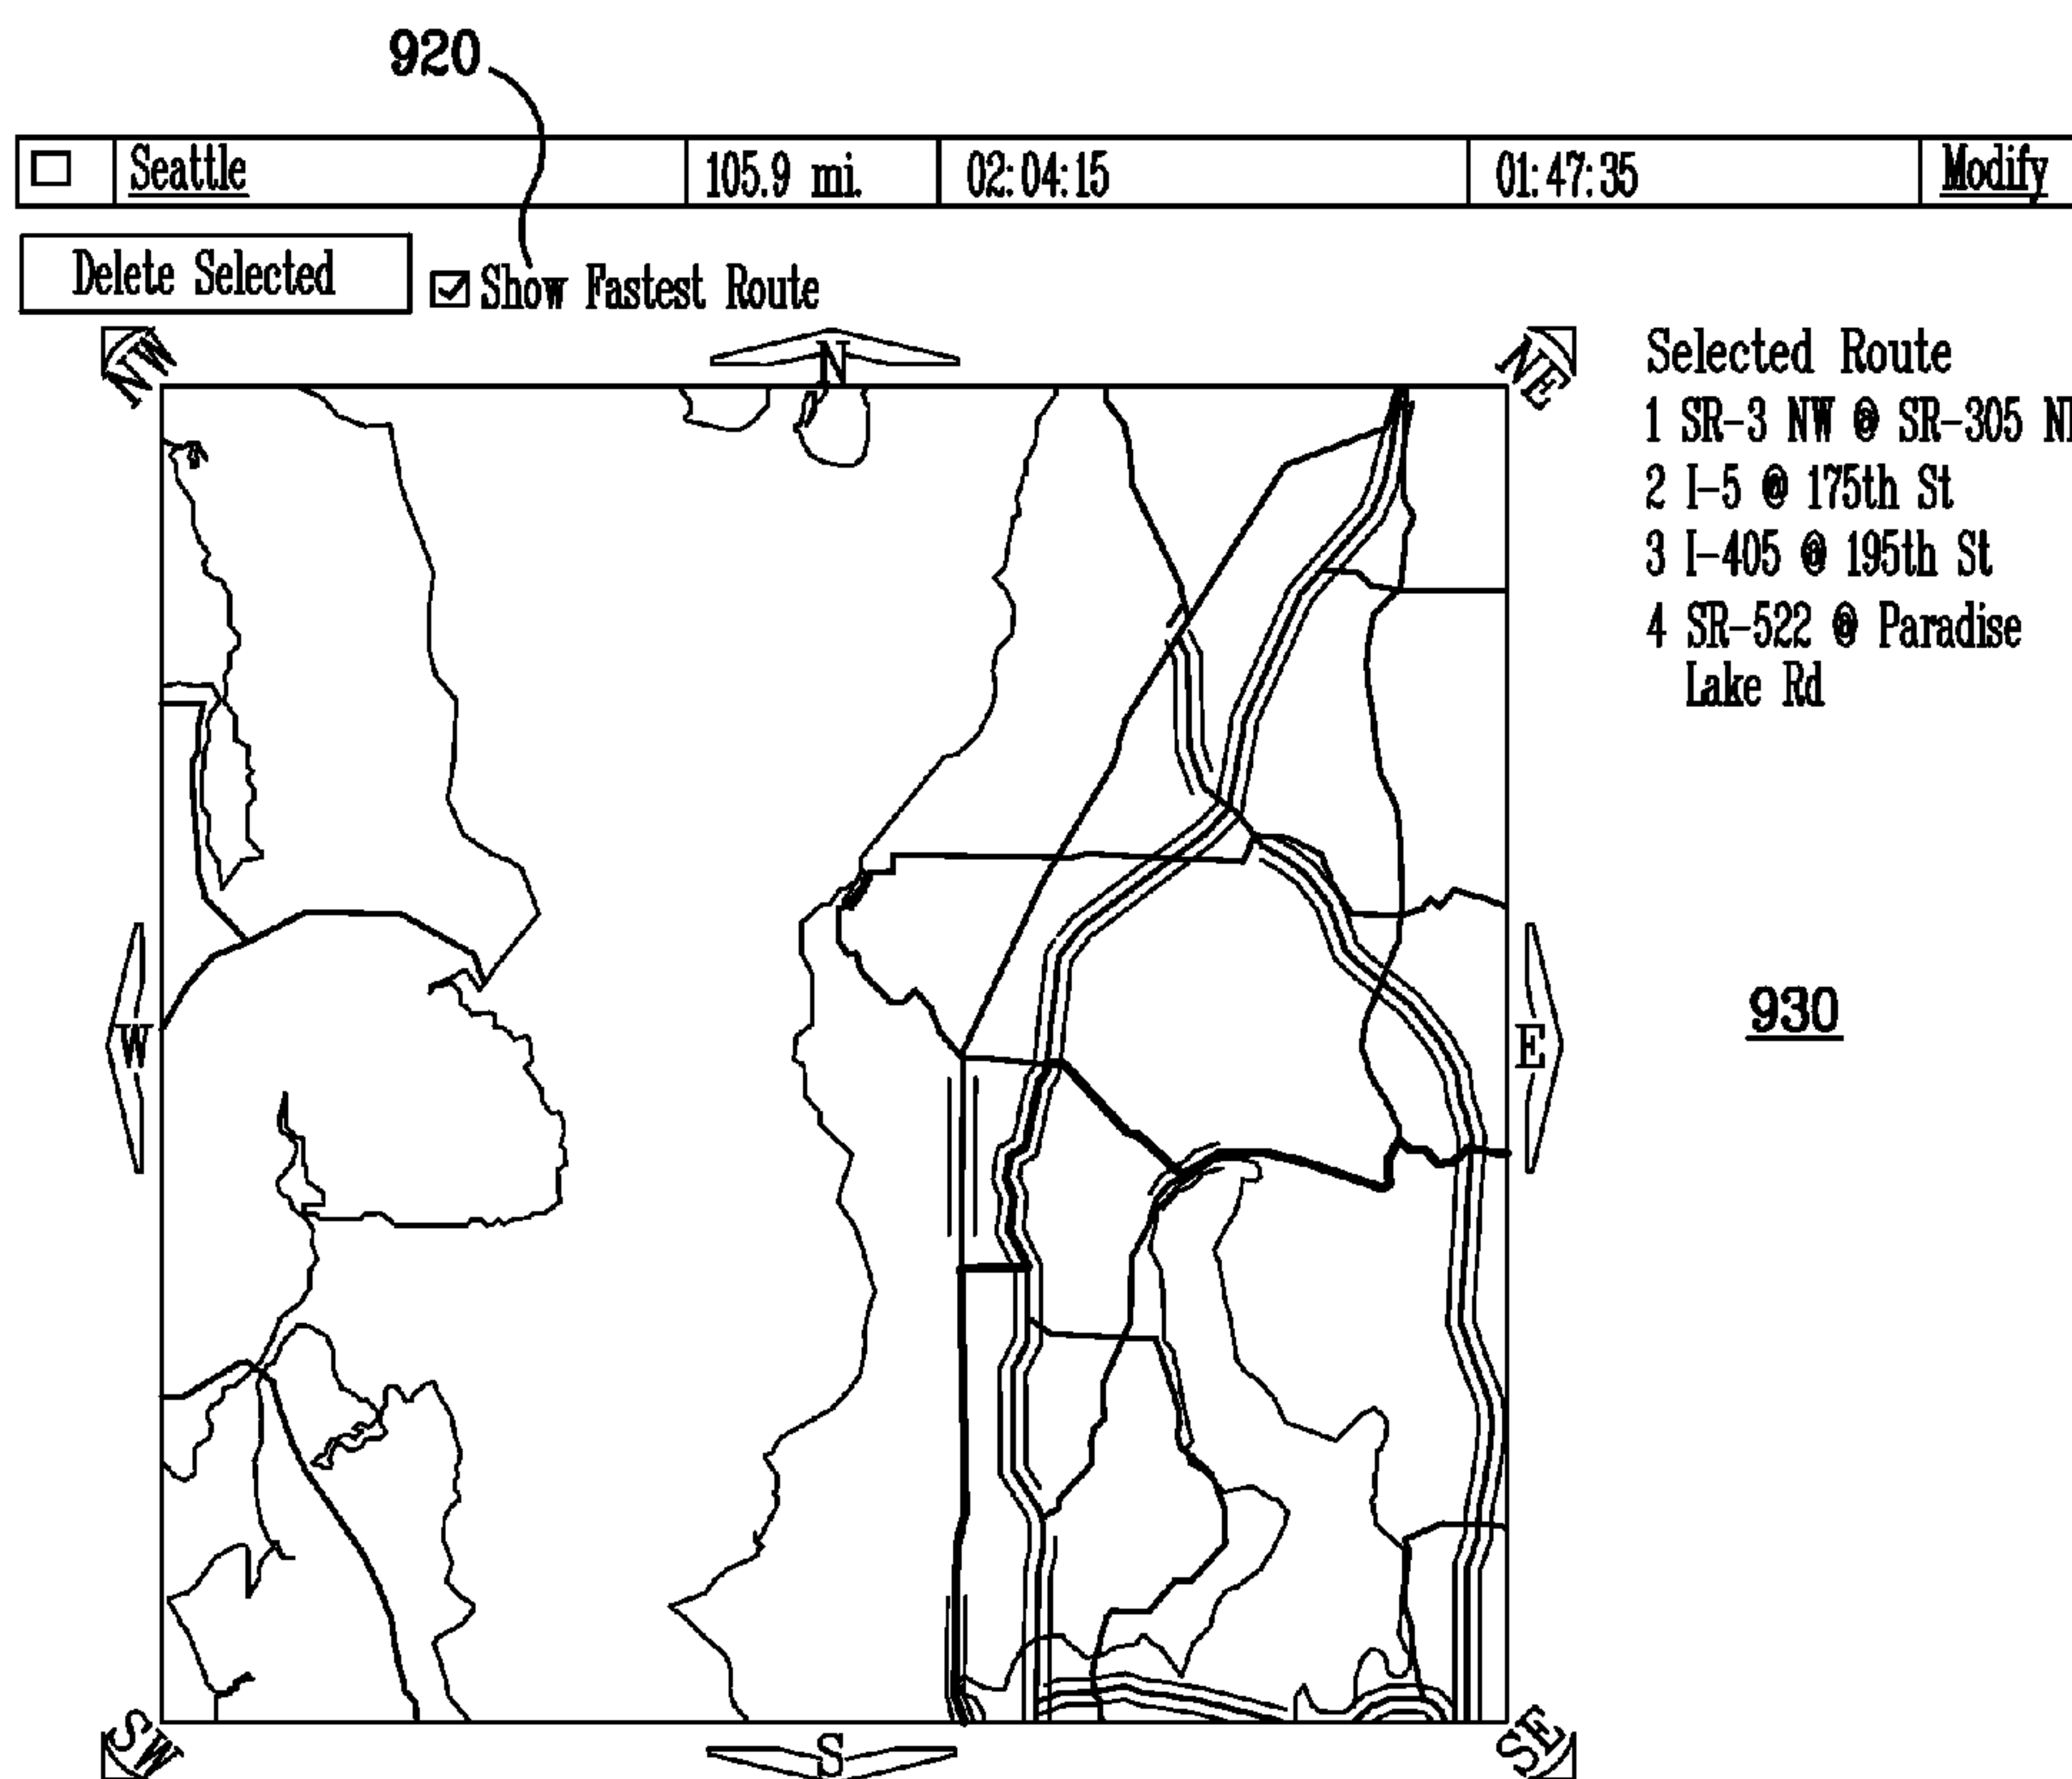 920
Seattle 105.9 mi. 02:04:15 01:47:35 Modify
Delete Selected Show Fastest Route
NW N NE
Selected Route
1 SR-3 NW @ SR-305
2 I-5 @ 175th St
3 I-405 @ 195th St
4 SR-522 @ Paradise
Lake Rd
930
W E
SW S SE